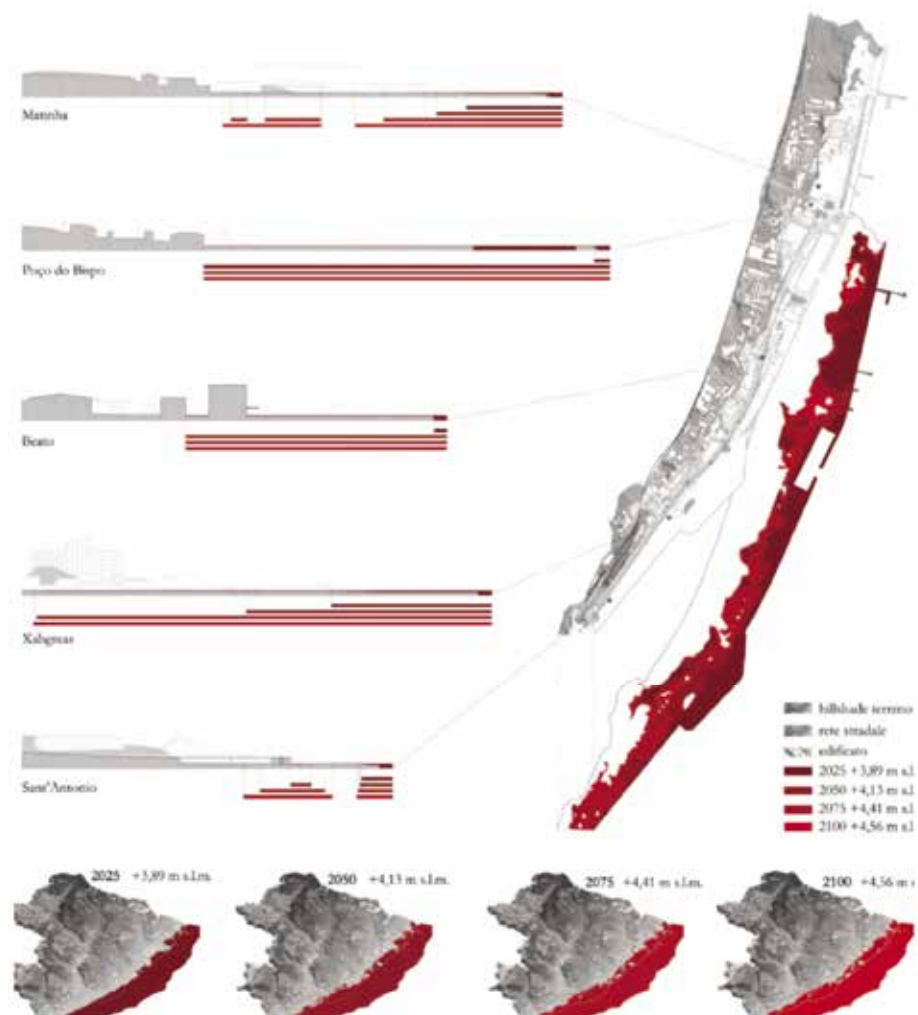 Matinha
Poço do Bispo
Beato
Xabregas
Sant'Antonio
hillshade terreno
rete stradale
edificato
2025 +3,89 m s.l
2050 +4,13 m s.l
2075 +4,41 m s.l
2100 +4,56 m s.l
2025 +3,89 m s.l.m.
2050 +4,13 m s.l.m.
2075 +4,41 m s.l.m.
2100 +4,56 m s